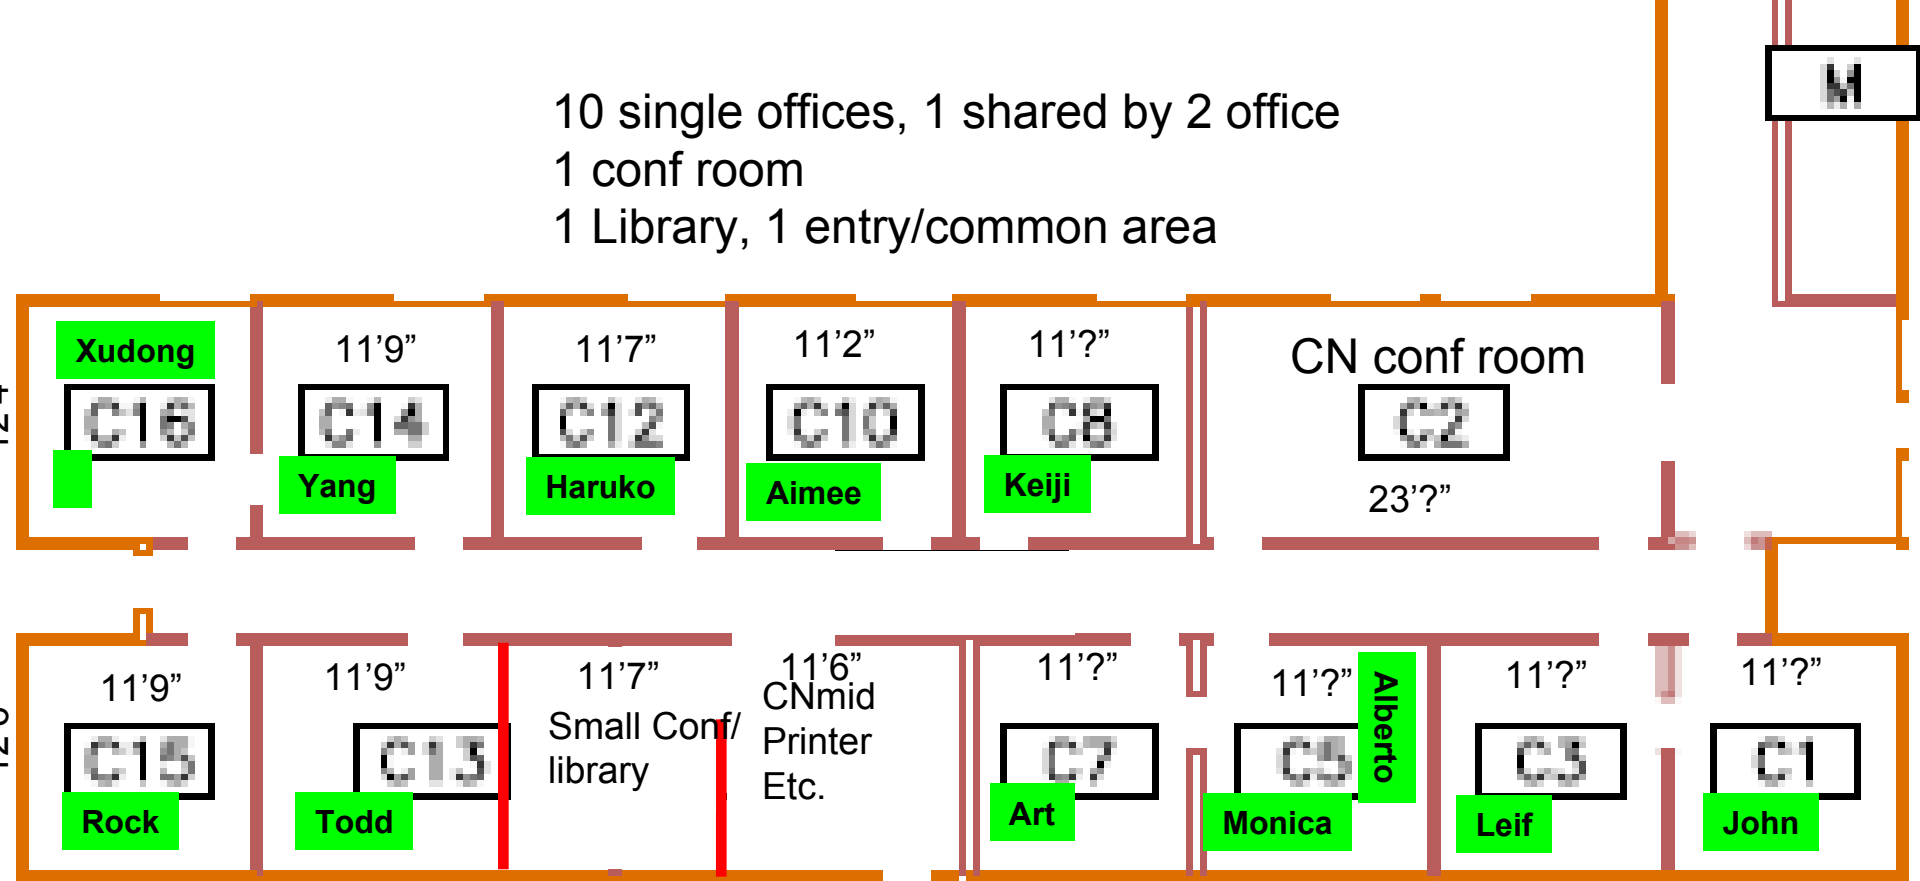 M
10 single offices, 1 shared by 2 office
1 conf room
1 Library, 1 entry/common area
Xudong
11’9”
11’7”
11’2”
11’?”
CN conf room
C16
C14
C12
C10
C8
C2
Yang
Haruko
Aimee
Keiji
23’?”
11’9”
11’9”
11’7”
11’6”
11’?”
11’?”
11’?”
11’?”
Small Conf/
library
CNmid
Printer
Etc.
Alberto
C15
C13
C7
C5
C3
C1
Rock
Todd
Art
Monica
Leif
John